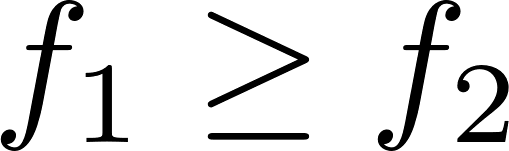 f₁ ≥ f₂